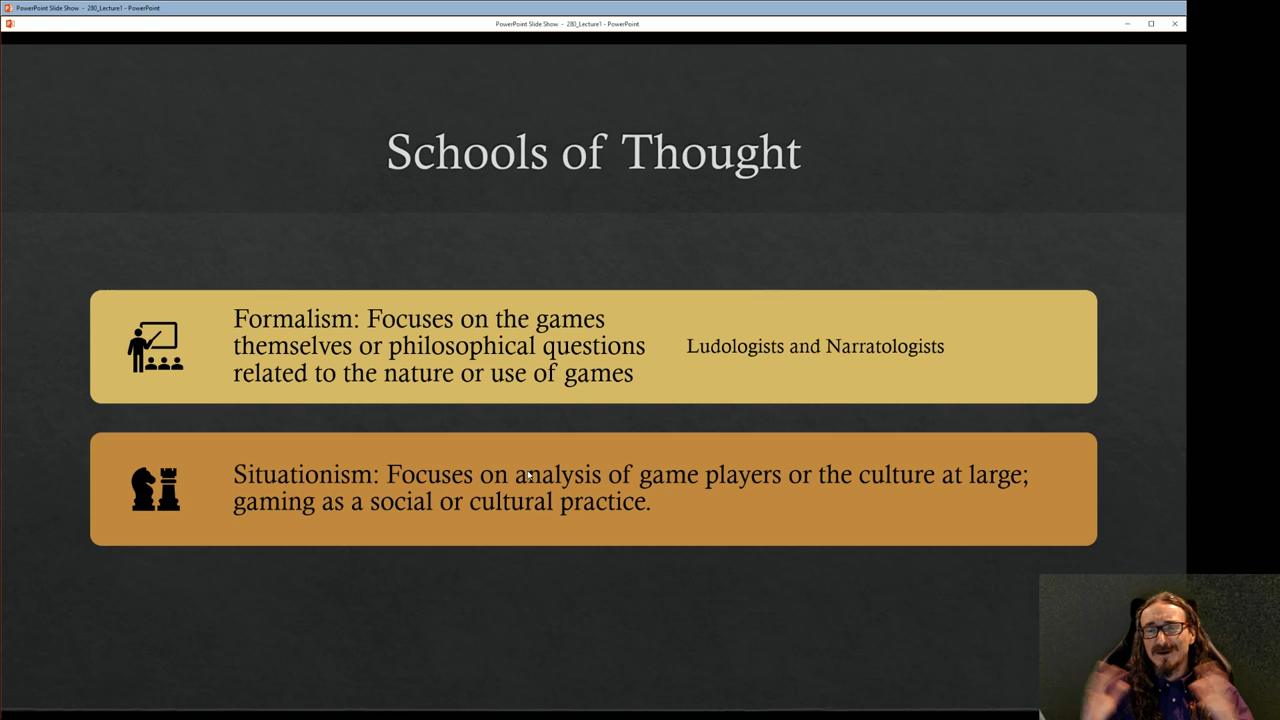 PowerPoint Slide Show - 280_Lecture1 - PowerPoint
PowerPoint Slide Show - 280_Lecture1 - PowerPoint
Schools of Thought
Formalism: Focuses on the games
themselves or philosophical questions
related to the nature or use of games
Ludologists and Narratologists
Situationism: Focuses on analysis of game players or the culture at large;
gaming as a social or cultural practice.